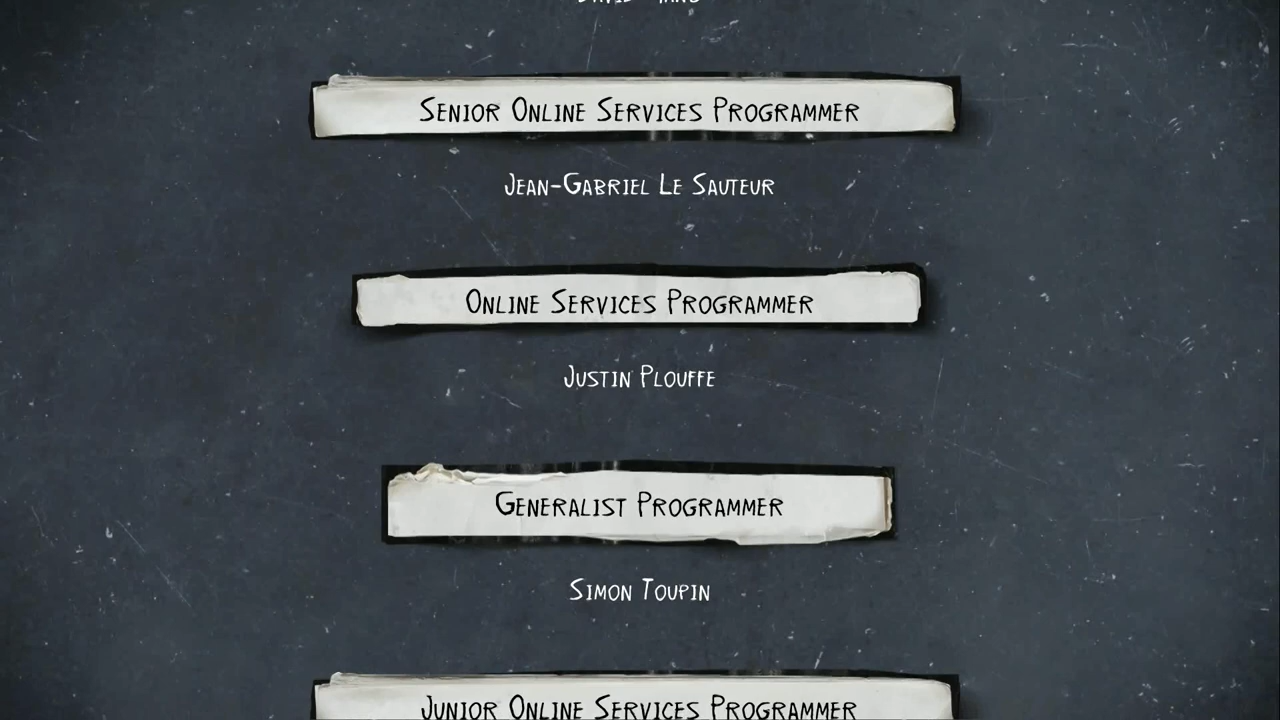 Senior Online Services Programmer
Jean-Gabriel Le Sauteur
Online Services Programmer
Justin Plouffe
Generalist Programmer
Simon Toupin
Junior Online Services Programmer